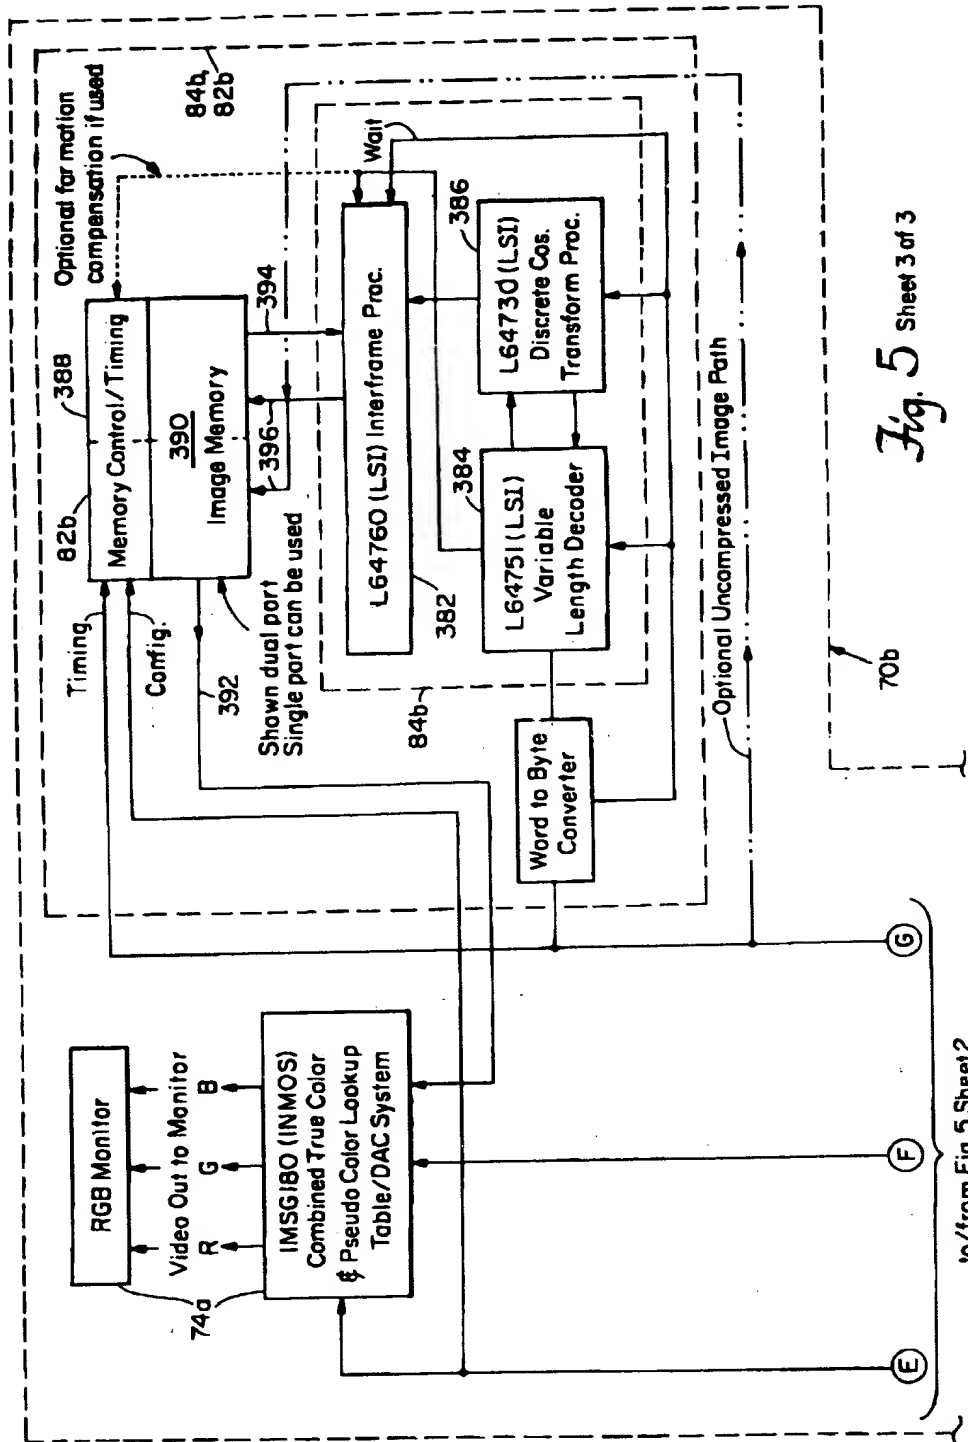 RGB Monitor
Video Out to Monitor
R
G
B
74a
IMSG180 (INMOS)
Combined True Color
& Pseudo Color Lookup
Table/DAC System
E
F
G
to/from Fig. 5 Sheet 2
Timing
Config.
392
82b
388
Memory Control/Timing
390
Image Memory
Optional for motion
compensation if used
84b,
82b
394
396
Shown dual port
Single port can be used
Wait
L64760 (LSI) Interframe Proc.
382
84b
384
L64751 (LSI)
Variable
Length Decoder
386
L64730 (LSI)
Discrete Cos.
Transform Proc.
Word to Byte
Converter
Optional Uncompressed Image Path
70b
Fig. 5 Sheet 3 of 3